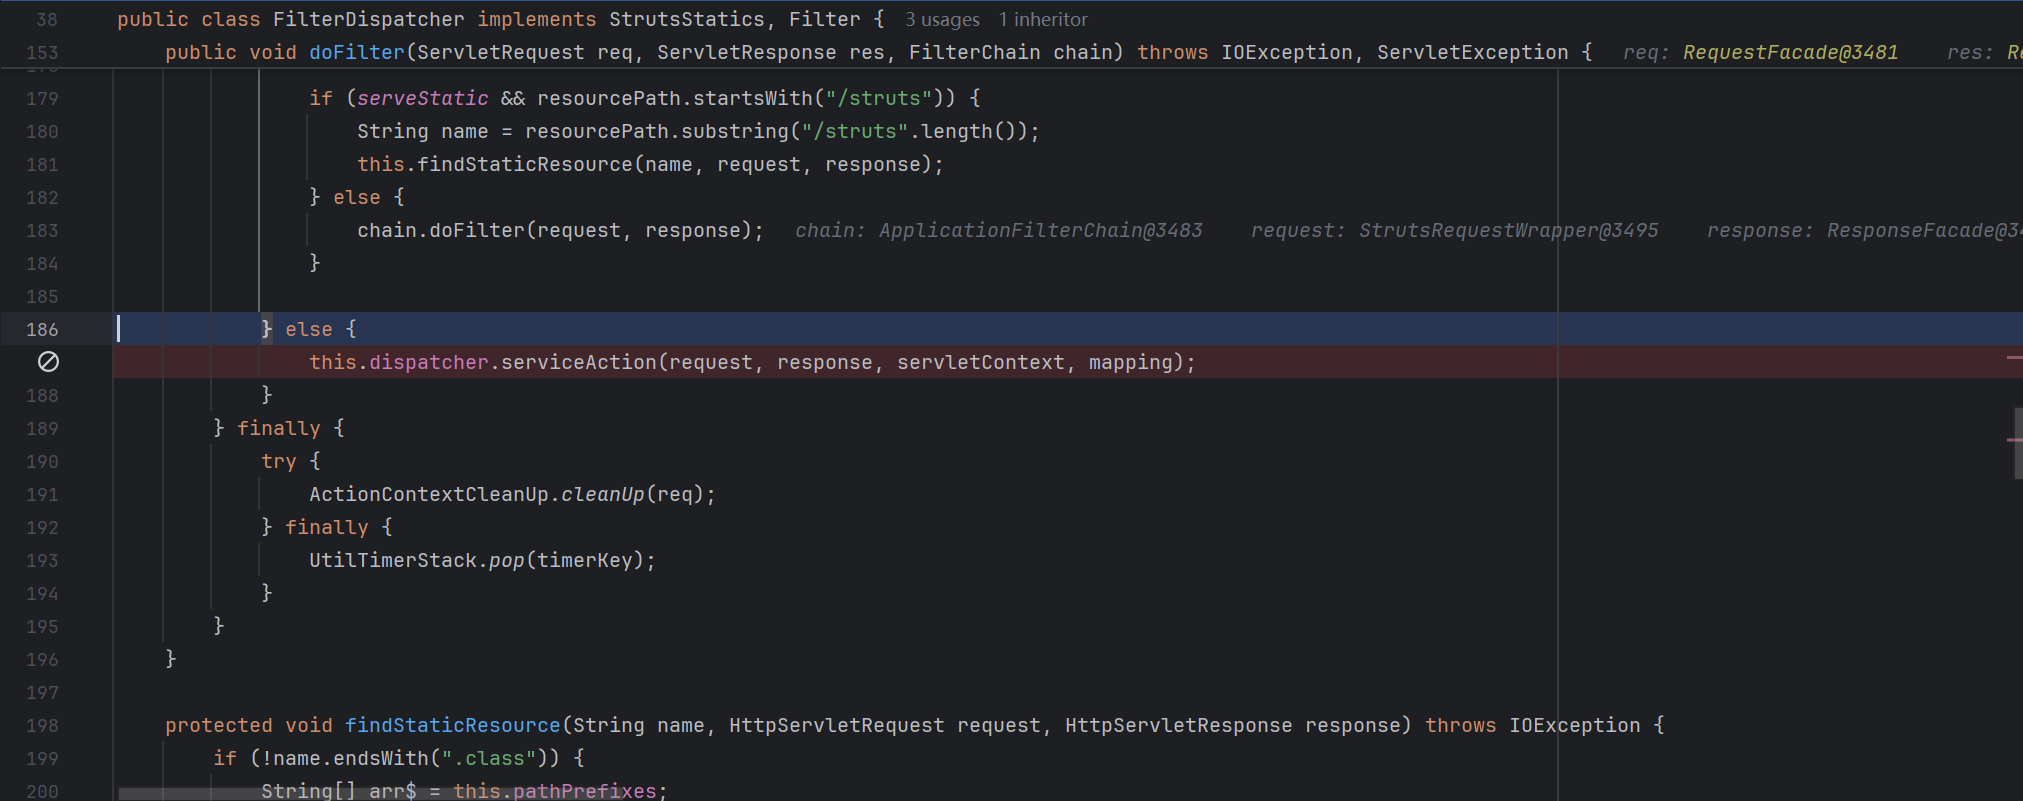 38 public class FilterDispatcher implements StrutsStatics, Filter { 3 usages 1 inheritor
153 public void doFilter(ServletRequest req, ServletResponse res, FilterChain chain) throws IOException, ServletException { req: RequestFacade@3481 res:
179 if (serveStatic && resourcePath.startsWith("/struts")) {
180 String name = resourcePath.substring("/struts".length());
181 this.findStaticResource(name, request, response);
182 } else {
183 chain.doFilter(request, response); chain: ApplicationFilterChain@3483 request: StrutsRequestWrapper@3495 response:
184 }
185
186 } else {
this.dispatcher.serviceAction(request, response, servletContext, mapping);
188 }
189 } finally {
190 try {
191 ActionContextCleanUp.cleanUp(req);
192 } finally {
193 UtilTimerStack.pop(timerKey);
194 }
195 }
196 }
197
198 protected void findStaticResource(String name, HttpServletRequest request, HttpServletResponse response) throws IOException {
199 if (!name.endsWith(".class")) {
200 String[] arr$ = this.pathPrefixes;